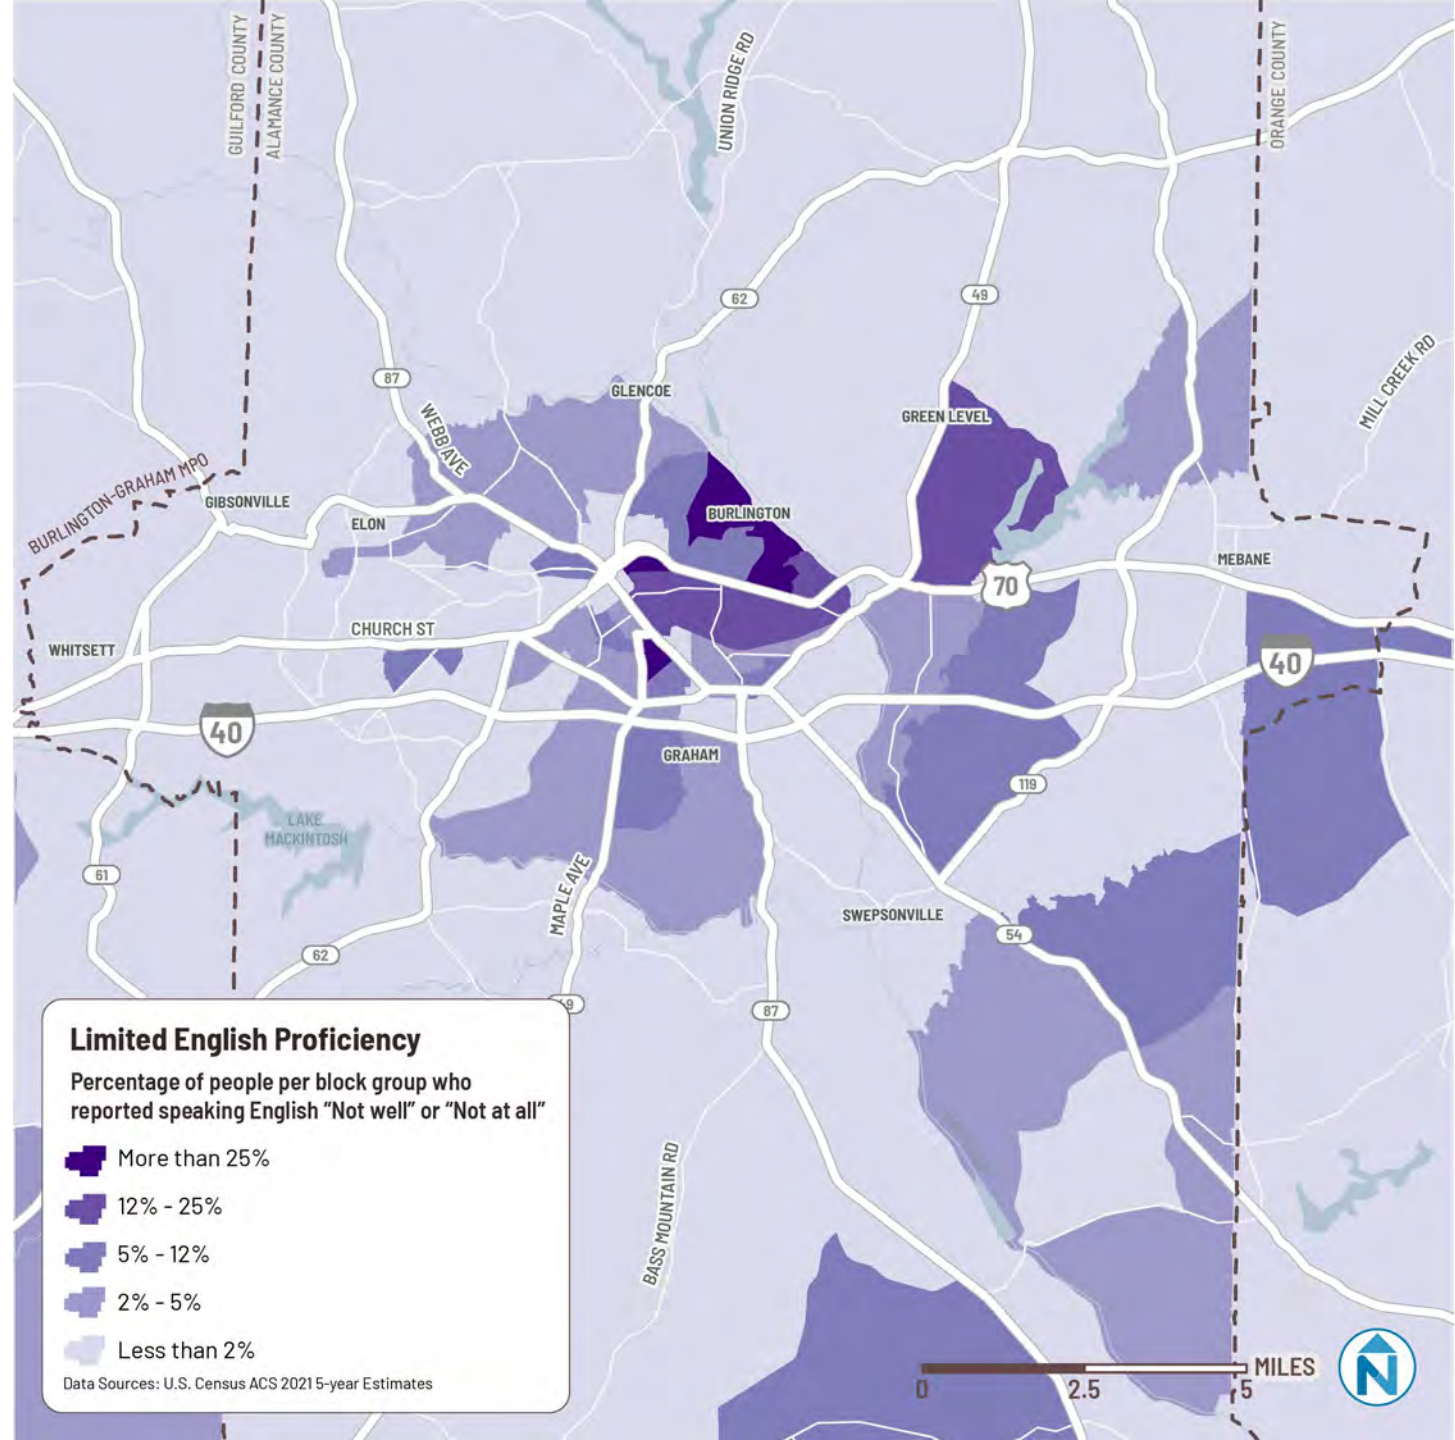 GUILFORD COUNTY
ALAMANCE COUNTY
UNION RIDGE RD
ORANGE COUNTY
62
49
87
MILL CREEK RD
GLENCOE
WEBB AVE
GREEN LEVEL
BURLINGTON-GRAHAM MPO
GIBSONVILLE
ELON
BURLINGTON
MEBANE
70
CHURCH ST
WHITSETT
40
40
GRAHAM
119
LAKE
MACKINTOSH
61
MAPLE AVE
SWEPSONVILLE
54
62
49
87
BASS MOUNTAIN RD
Limited English Proficiency
Percentage of people per block group who
reported speaking English “Not well” or “Not at all”
More than 25%
12% - 25%
5% - 12%
2% - 5%
Less than 2%
Data Sources: U.S. Census ACS 2021 5-year Estimates
MILES
0 2.5 5
N